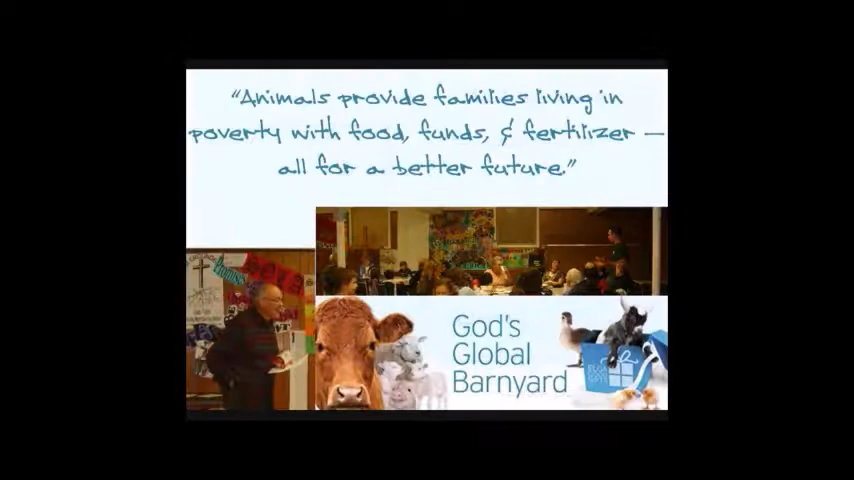 "Animals provide families living in
poverty with food, funds, & fertilizer —
all for a better future."
God's
Global
Barnyard